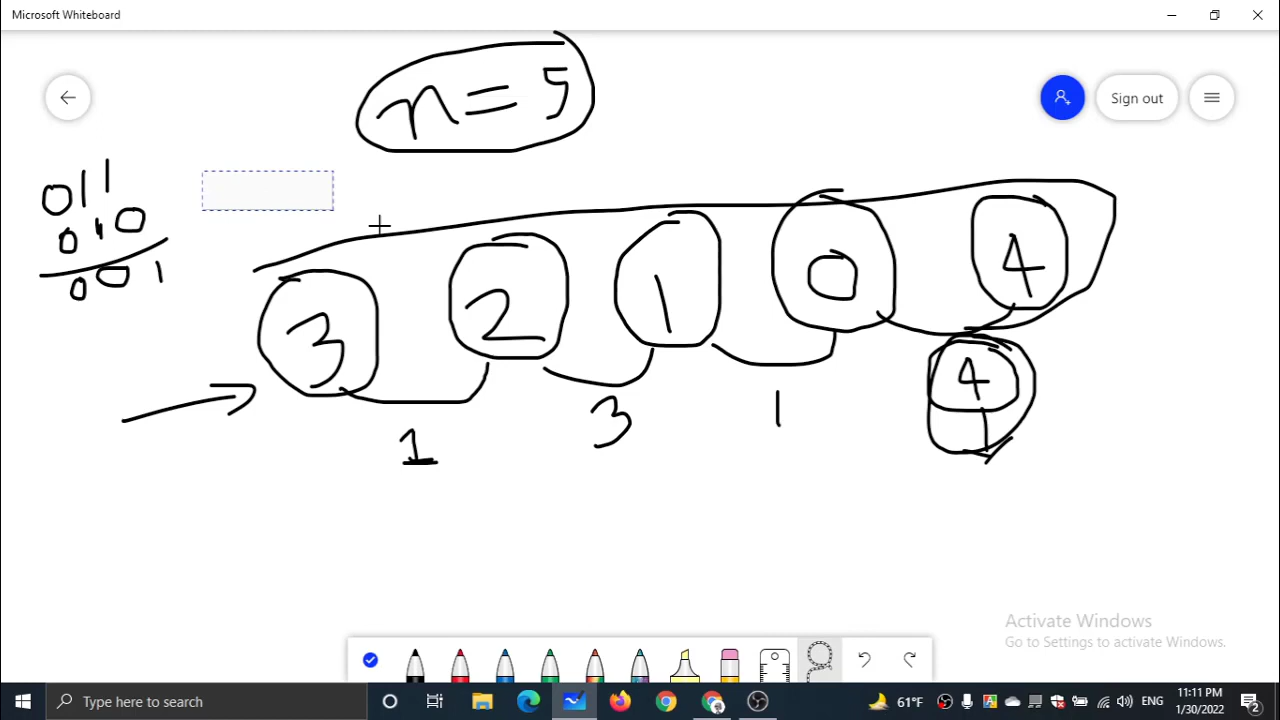 Microsoft Whiteboard
n = 5
Sign out
011
010
001
3 2 1 0 4
4
1 3 1
Activate Windows
Go to Settings to activate Windows.
Type here to search
61°F
ENG
11:11 PM
1/30/2022
2